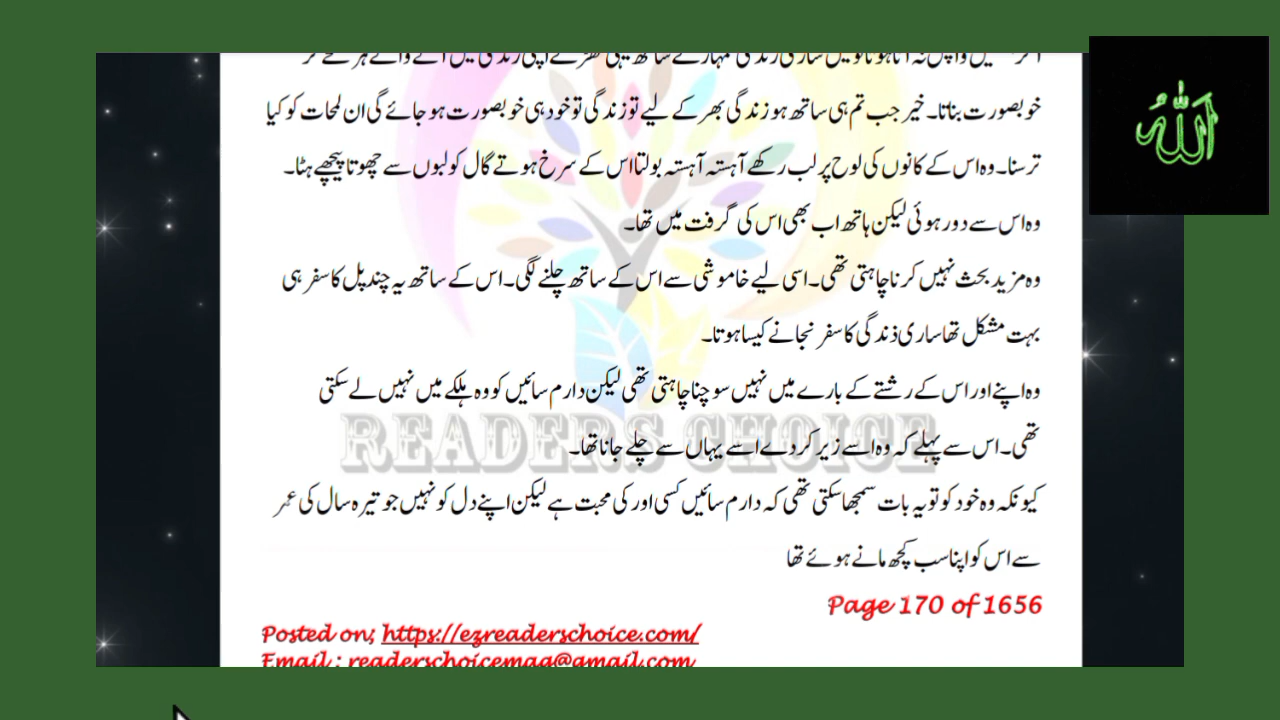 خوبصورت بناتا۔ خیر جب تم ہی ساتھ ہو زندگی بھر کے لیے تو زندگی تو خود ہی خوبصورت ہو جائے گی ان لمحات کو کیا
ترسنا۔ وہ اس کے کانوں کی لوح پر لب رکھے آہستہ آہستہ بولتا اس کے سرخ ہوتے گال کو لبوں سے چھوتا پیچھے ہٹا۔
وہ اس سے دور ہوئی لیکن ہاتھ اب بھی اس کی گرفت میں تھا۔
وہ مزید بحث نہیں کرنا چاہتی تھی۔ اسی لیے خاموشی سے اس کے ساتھ چلنے لگی۔ اس کے ساتھ یہ چند پل کا سفر ہی
بہت مشکل تھا ساری زندگی کا سفر نجانے کیسا ہوتا۔
وہ اپنے اور اس کے رشتے کے بارے میں نہیں سوچنا چاہتی تھی لیکن دارم سائیں کو وہ ہلکے میں نہیں لے سکتی
تھی۔ اس سے پہلے کہ وہ اسے زیر کر دے اسے یہاں سے چلے جانا تھا۔
کیونکہ وہ خود کو تو یہ بات سمجھا سکتی تھی کہ دارم سائیں کسی اور کی محبت ہے لیکن اپنے دل کو نہیں جو تیرہ سال کی عمر
سے اس کو اپنا سب کچھ مانے ہوئے تھا
READERS CHOICE
Page 170 of 1656
Posted on; https://ezreaderschoice.com/
Email : readerschoicemag@gmail.com
الله